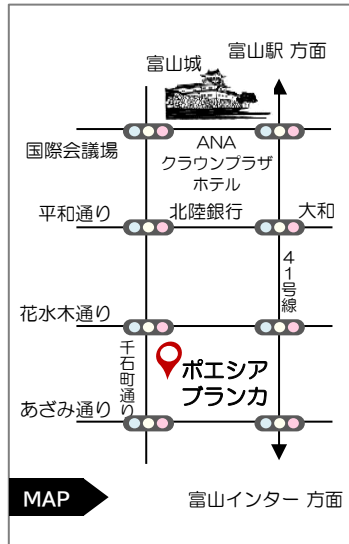 富山駅 方面
富山城
国際会議場
ANA
クラウンプラザ
ホテル
平和通り
北陸銀行
大和
41号線
花水木通り
千石町通り
ポエシア
ブランカ
あざみ通り
MAP
富山インター 方面